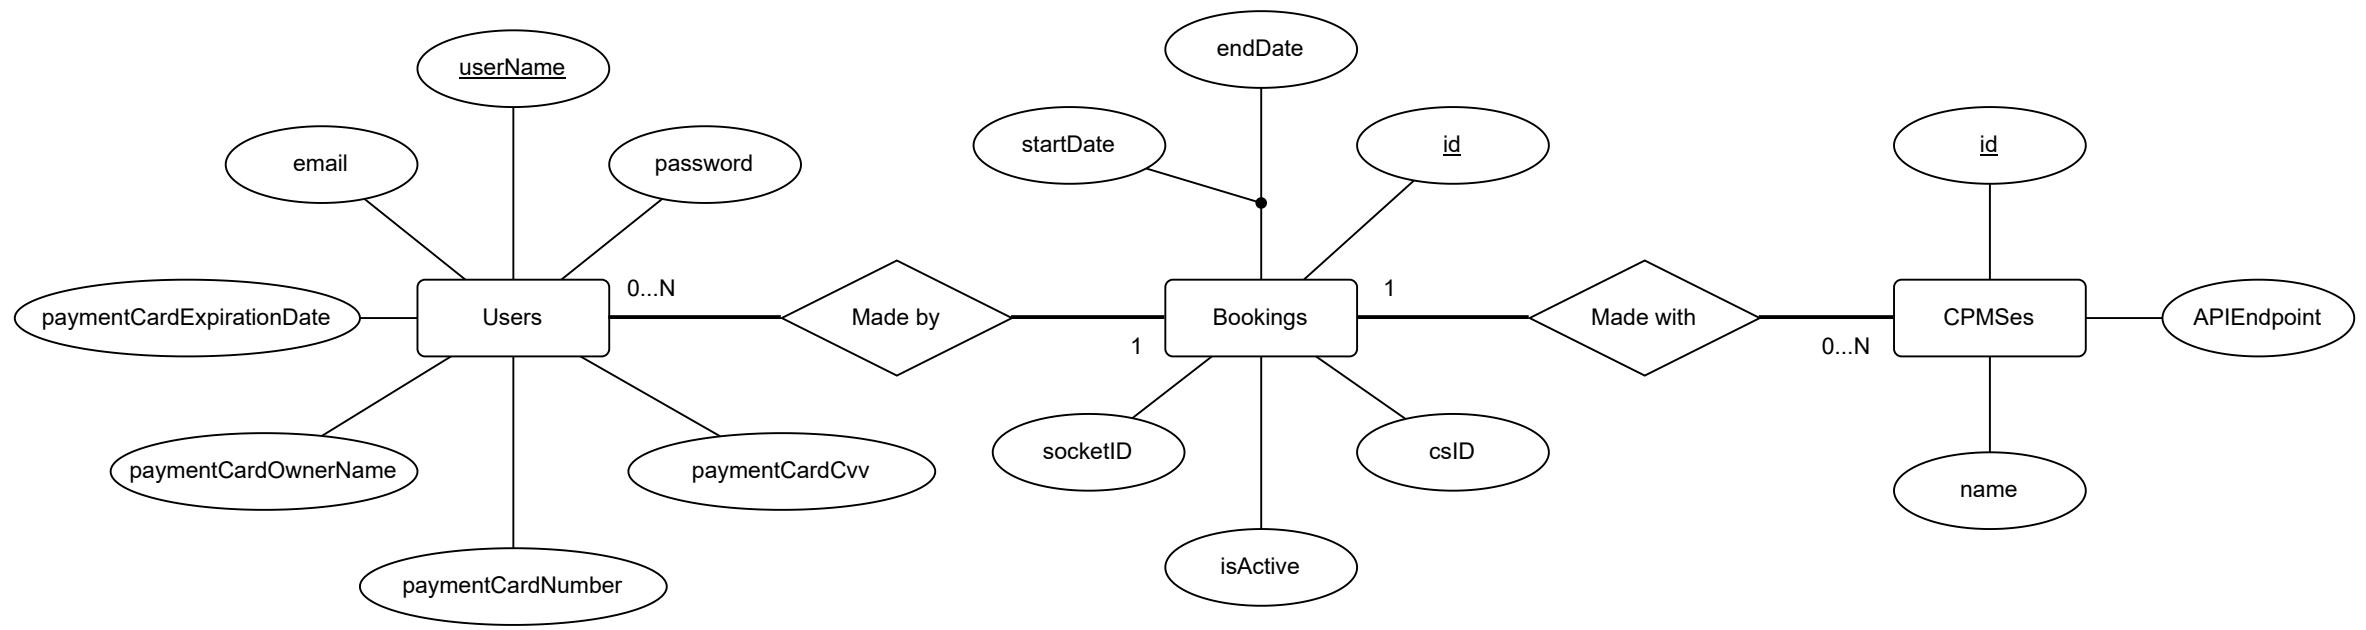 endDate
userName
startDate
id
id
email
password
0...N
1
paymentCardExpirationDate
Users
Made by
Bookings
Made with
CPMSes
APIEndpoint
1
0...N
socketID
csID
paymentCardOwnerName
paymentCardCvv
name
isActive
paymentCardNumber